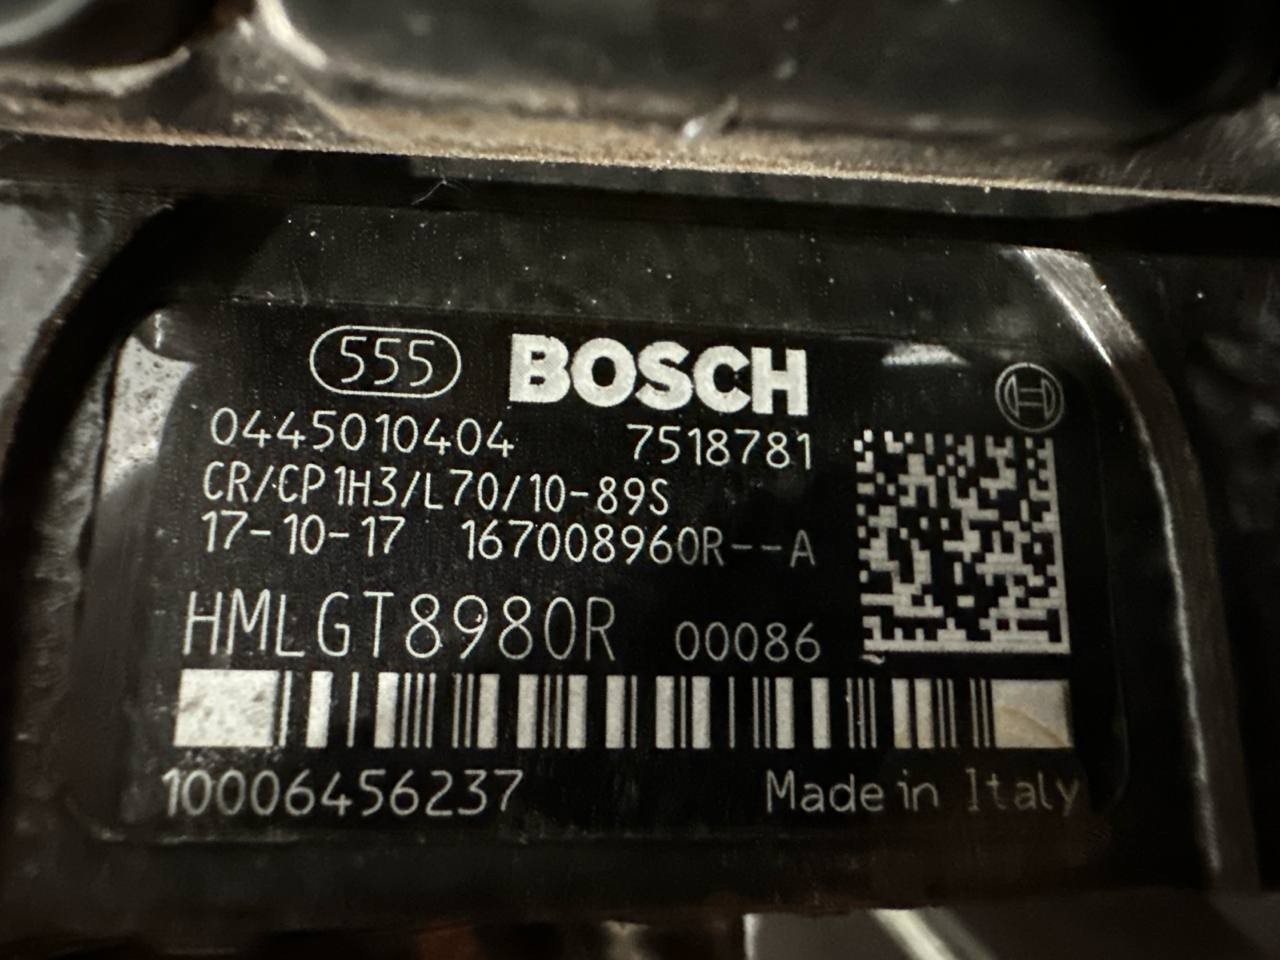 555 BOSCH
0445010404 7518781
CR/CP1H3/L70/10-89S
17-10-17 167008960R--A
HMLGT8980R 00086
10006456237 Made in Italy